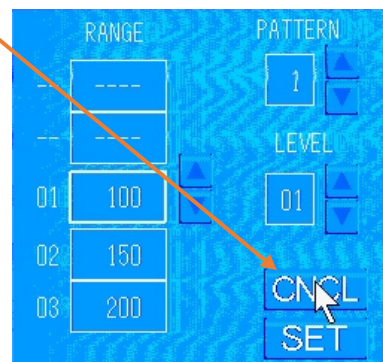 RANGE PATTERN
-- ----
1
-- ----
LEVEL
01 100 01
02 150
CNCL
03 200
SET